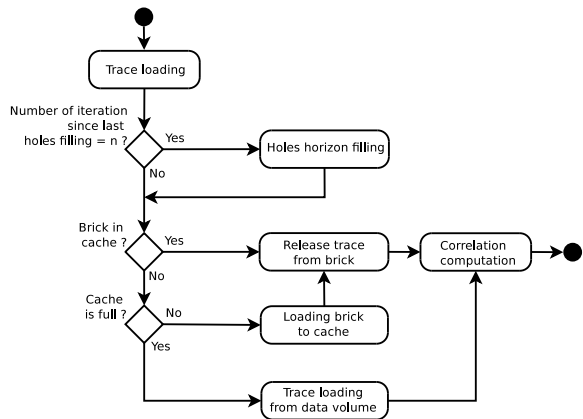 Trace loading
Number of iteration
since last
holes filling = n ?
Yes
Holes horizon filling
No
Brick in
cache ?
Yes
Release trace
from brick
Correlation
computation
No
Cache
is full ?
No
Loading brick
to cache
Yes
Trace loading
from data volume